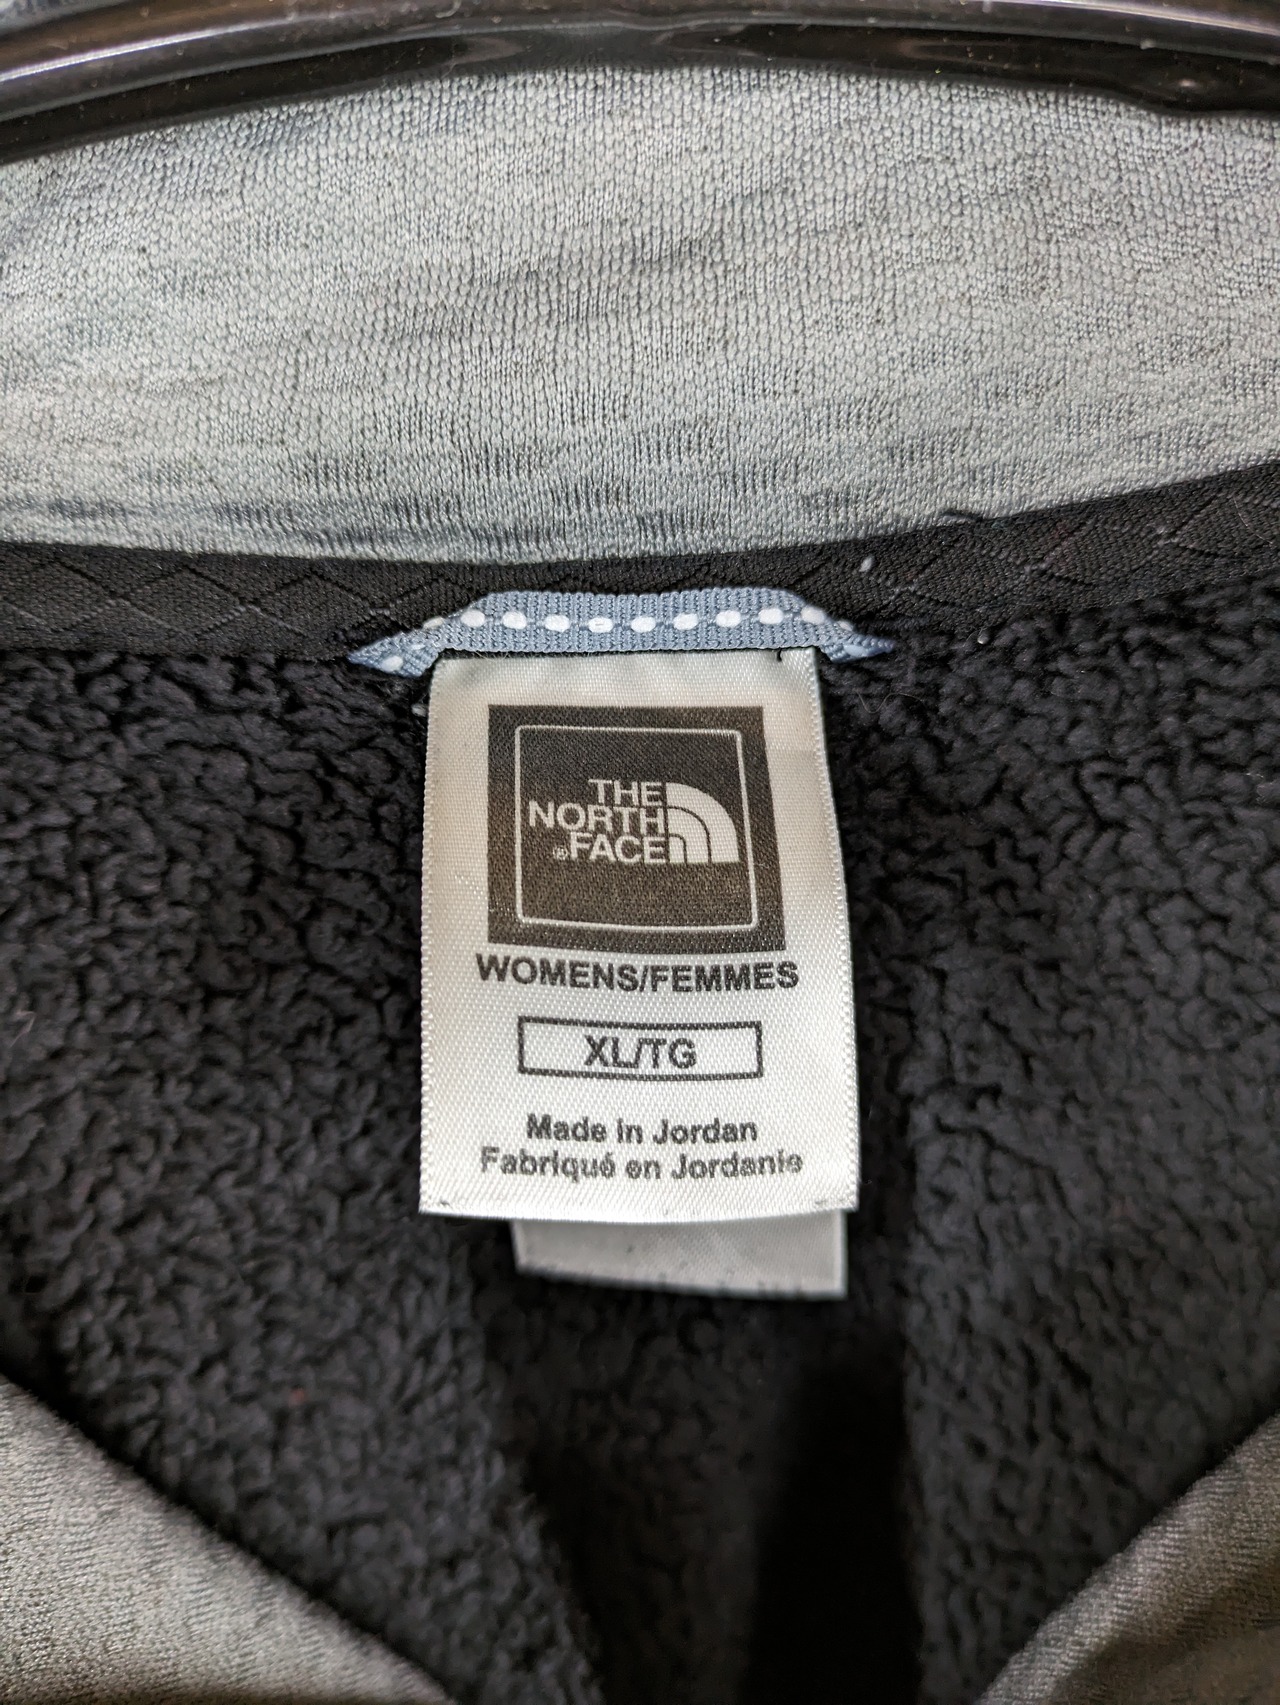 THE
NORTH
®FACE
WOMENS/FEMMES
XL/TG
Made in Jordan
Fabriqué en Jordanie